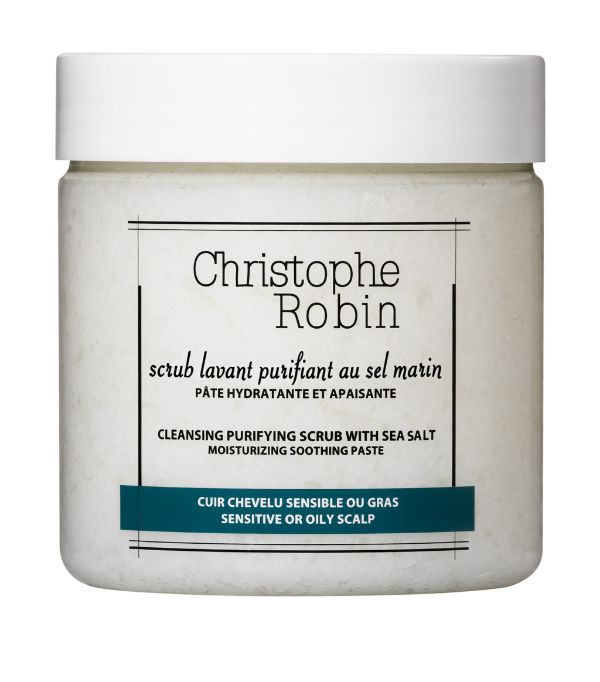 Christophe
Robin
scrub lavant purifiant au sel marin
PÂTE HYDRATANTE ET APAISANTE
CLEANSING PURIFYING SCRUB WITH SEA SALT
MOISTURIZING SOOTHING PASTE
CUIR CHEVELU SENSIBLE OU GRAS
SENSITIVE OR OILY SCALP